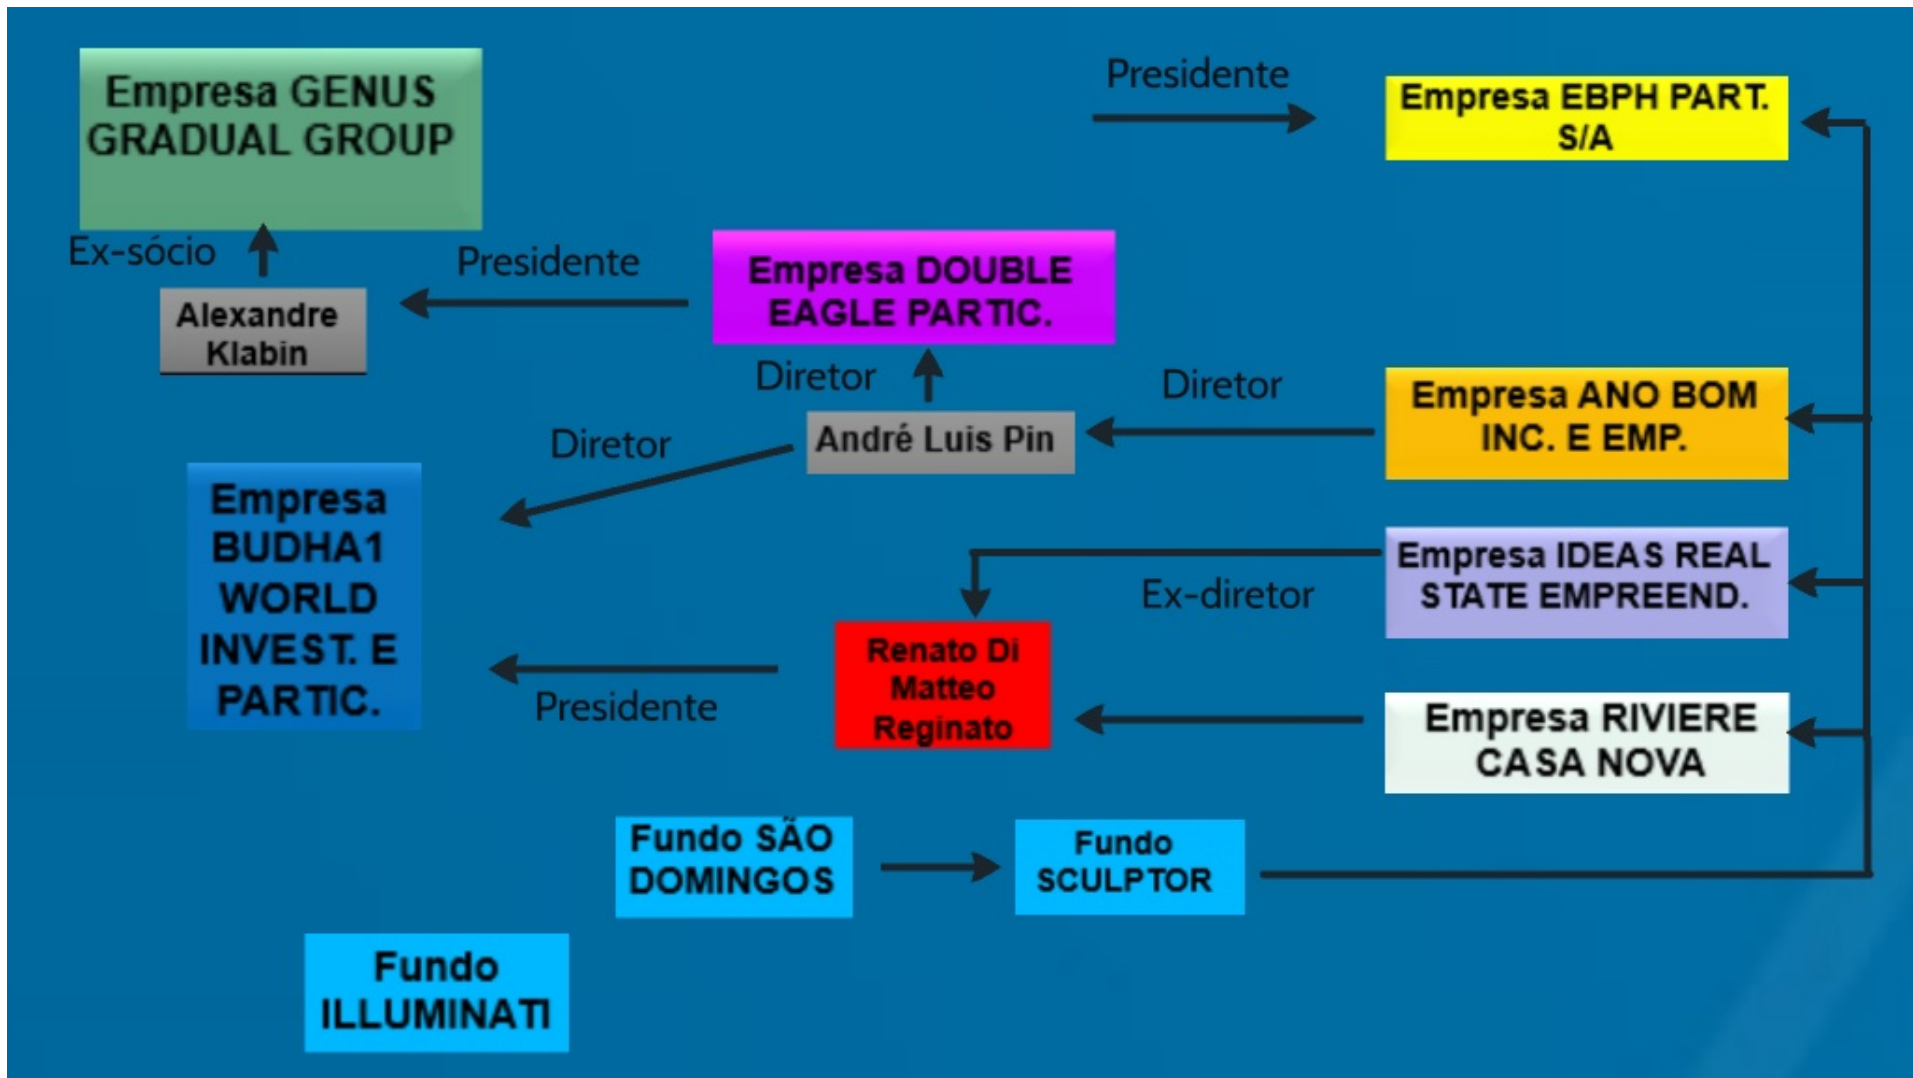 Empresa GENUS
GRADUAL GROUP
Presidente
Empresa EBPH PART.
S/A
Ex-sócio
Presidente
Empresa DOUBLE
EAGLE PARTIC.
Alexandre
Klabin
Diretor
Diretor
Empresa ANO BOM
INC. E EMP.
Diretor
André Luis Pin
Empresa
BUDHA1
WORLD
INVEST. E
PARTIC.
Empresa IDEAS REAL
STATE EMPREEND.
Ex-diretor
Renato Di
Matteo
Reginato
Presidente
Empresa RIVIERE
CASA NOVA
Fundo SÃO
DOMINGOS
Fundo
SCULPTOR
Fundo
ILLUMINATI